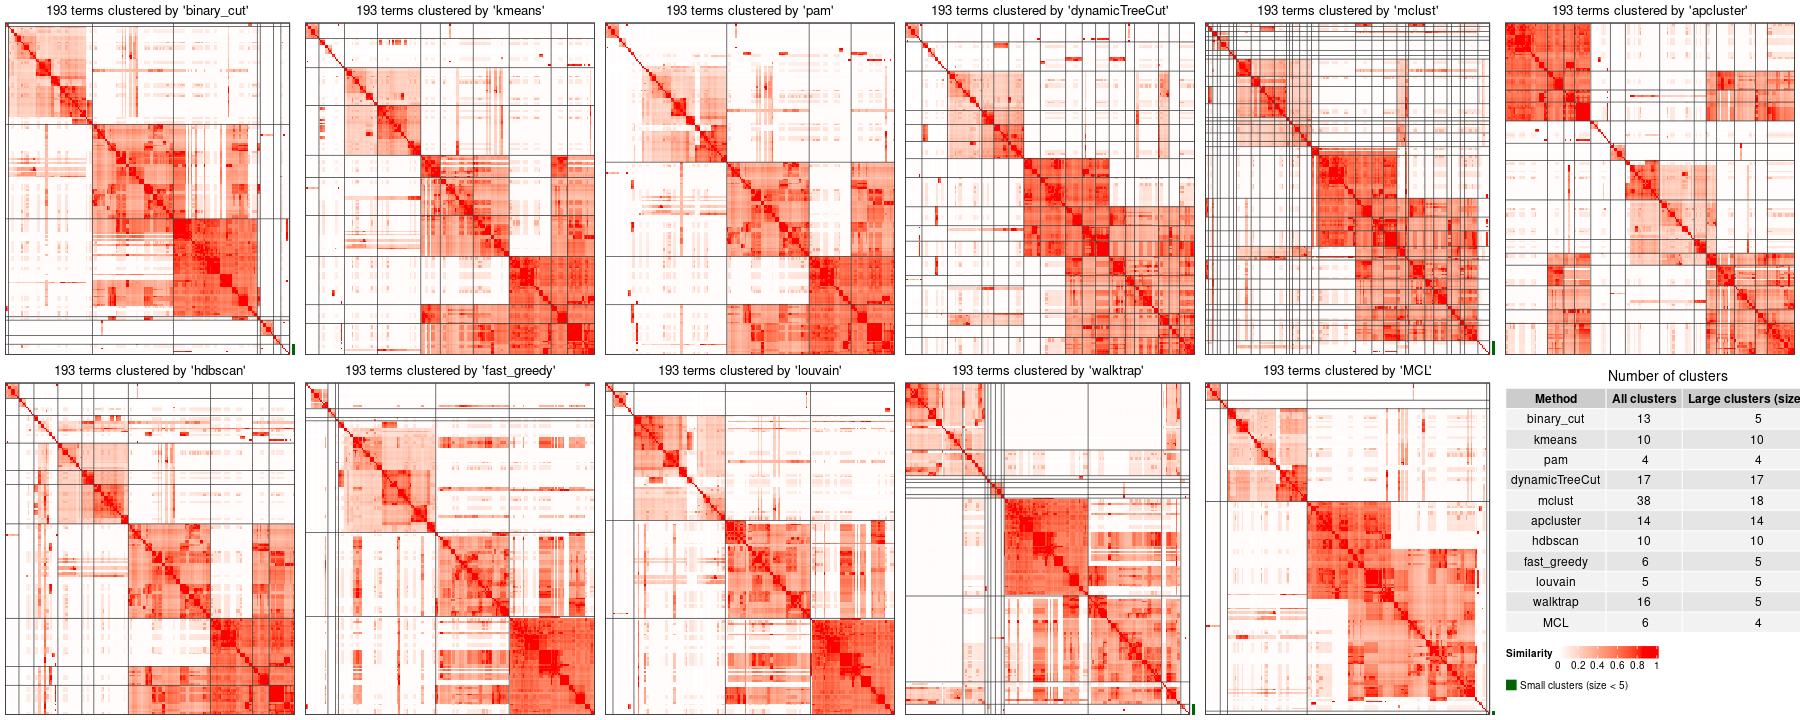 193 terms clustered by 'binary_cut'
193 terms clustered by 'kmeans'
193 terms clustered by 'pam'
193 terms clustered by 'dynamicTreeCut'
193 terms clustered by 'mclust'
193 terms clustered by 'apcluster'
193 terms clustered by 'hdbscan'
193 terms clustered by 'fast_greedy'
193 terms clustered by 'louvain'
193 terms clustered by 'walktrap'
193 terms clustered by 'MCL'
Number of clusters
Method All clusters Large clusters (size
binary_cut 13 5
kmeans 10 10
pam 4 4
dynamicTreeCut 17 17
mclust 38 18
apcluster 14 14
hdbscan 10 10
fast_greedy 6 5
louvain 5 5
walktrap 16 5
MCL 6 4
Similarity
0 0.2 0.4 0.6 0.8 1
Small clusters (size < 5)